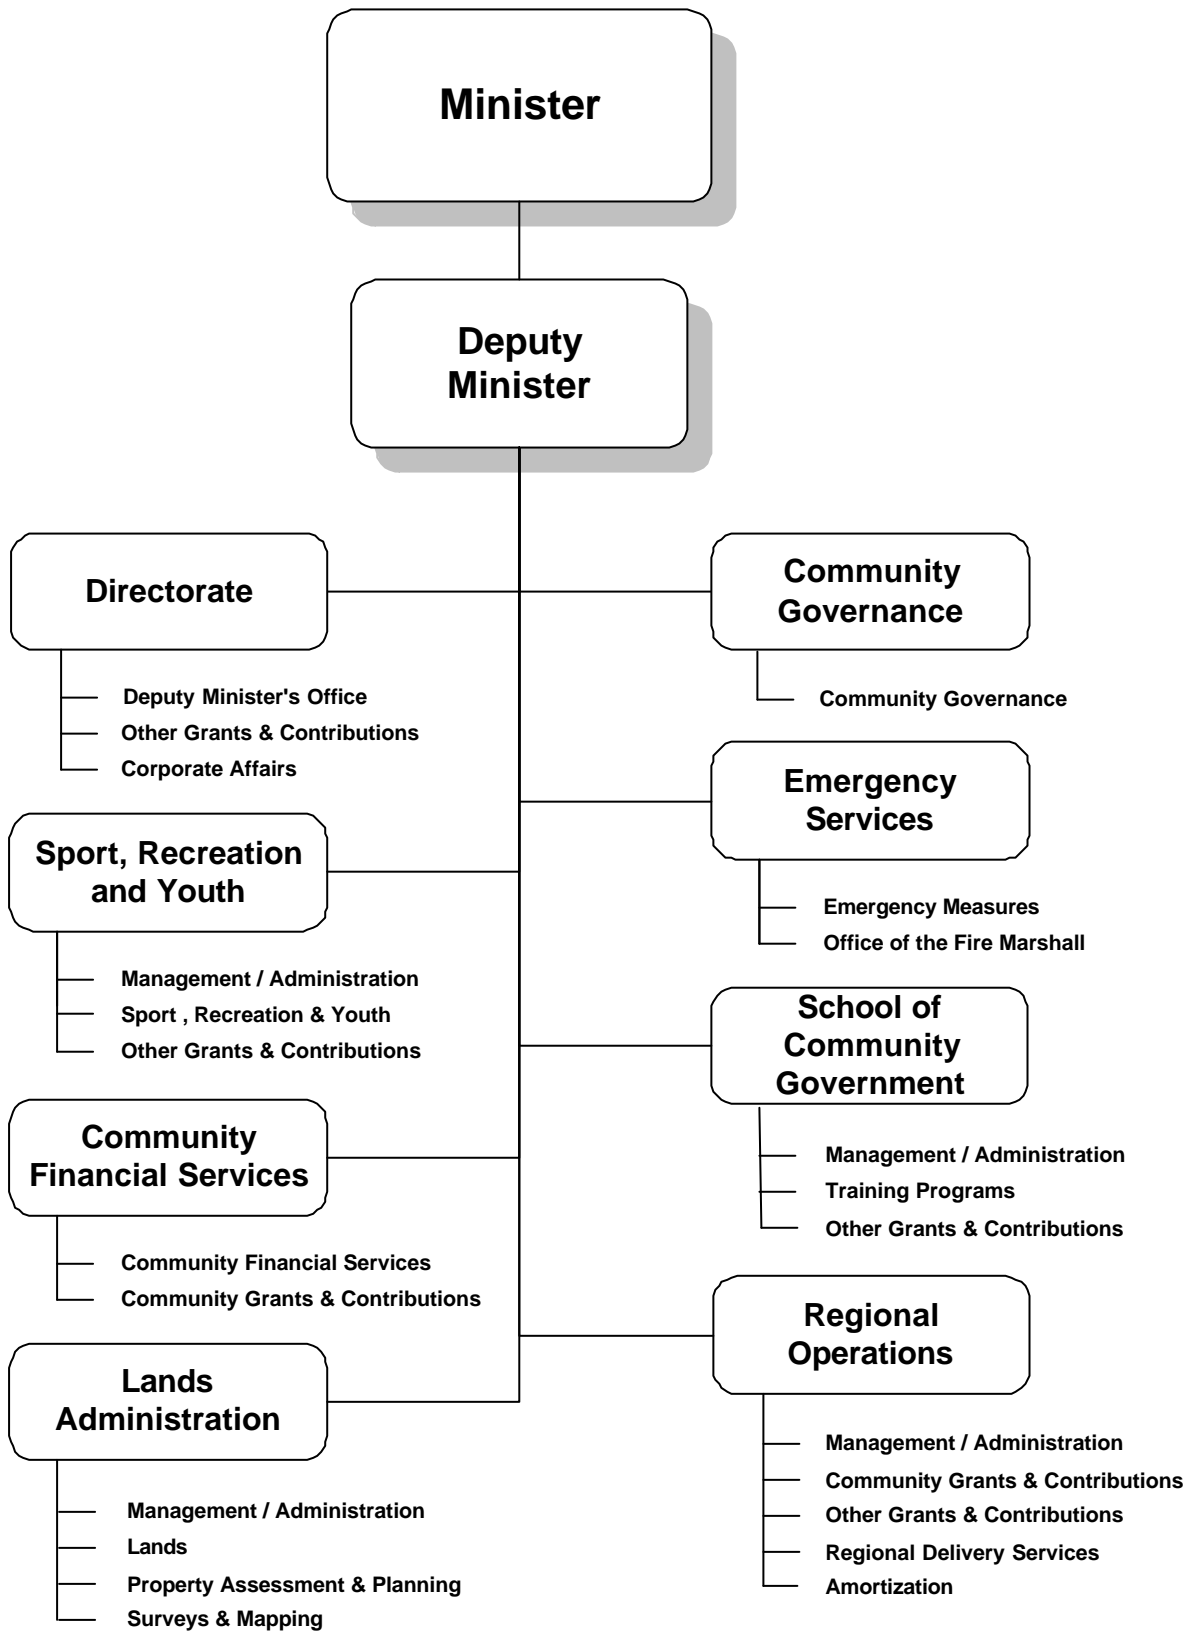 Minister
Deputy
Minister
Directorate
Deputy Minister's Office
Other Grants & Contributions
Corporate Affairs
Sport, Recreation
and Youth
Management / Administration
Sport , Recreation & Youth
Other Grants & Contributions
Community
Financial Services
Community Financial Services
Community Grants & Contributions
Lands
Administration
Management / Administration
Lands
Property Assessment & Planning
Surveys & Mapping
Community
Governance
Community Governance
Emergency
Services
Emergency Measures
Office of the Fire Marshall
School of
Community
Government
Management / Administration
Training Programs
Other Grants & Contributions
Regional
Operations
Management / Administration
Community Grants & Contributions
Other Grants & Contributions
Regional Delivery Services
Amortization